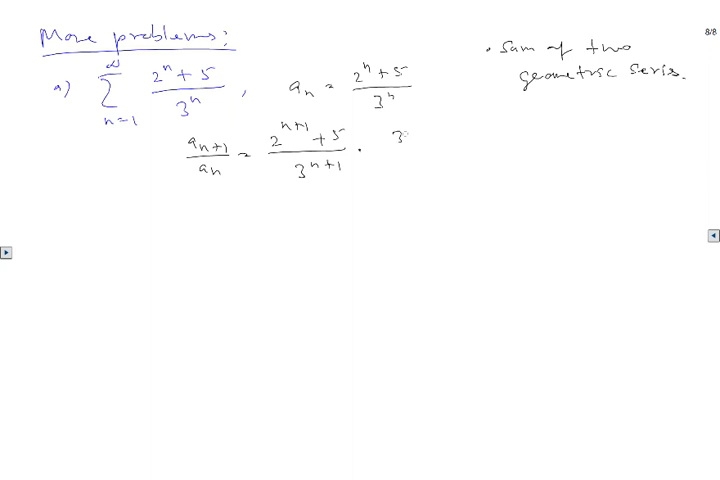 More problems:
8/8
a) ∞ ∑ n=1 (2^n + 5)/3^n , a_n = (2^n + 5)/3^n
a_{n+1}/a_n = (2^{n+1} + 5)/3^{n+1} · 3
• Sum of two
geometric seris.